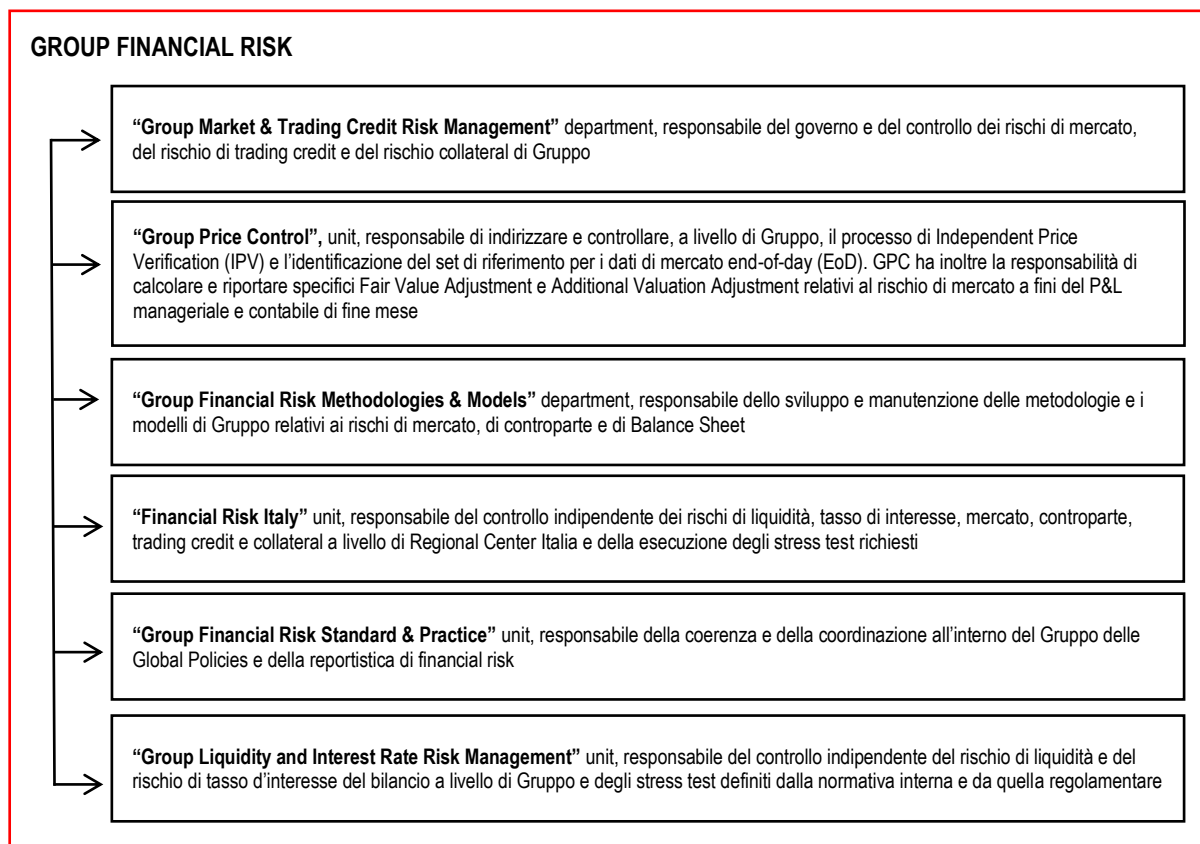 GROUP FINANCIAL RISK
“Group Market & Trading Credit Risk Management” department, responsabile del governo e del controllo dei rischi di mercato,
del rischio di trading credit e del rischio collateral di Gruppo
“Group Price Control”, unit, responsabile di indirizzare e controllare, a livello di Gruppo, il processo di Independent Price
Verification (IPV) e l’identificazione del set di riferimento per i dati di mercato end-of-day (EoD). GPC ha inoltre la responsabilità di
calcolare e riportare specifici Fair Value Adjustment e Additional Valuation Adjustment relativi al rischio di mercato a fini del P&L
manageriale e contabile di fine mese
“Group Financial Risk Methodologies & Models” department, responsabile dello sviluppo e manutenzione delle metodologie e i
modelli di Gruppo relativi ai rischi di mercato, di controparte e di Balance Sheet
“Financial Risk Italy” unit, responsabile del controllo indipendente dei rischi di liquidità, tasso di interesse, mercato, controparte,
trading credit e collateral a livello di Regional Center Italia e della esecuzione degli stress test richiesti
“Group Financial Risk Standard & Practice” unit, responsabile della coerenza e della coordinazione all’interno del Gruppo delle
Global Policies e della reportistica di financial risk
“Group Liquidity and Interest Rate Risk Management” unit, responsabile del controllo indipendente del rischio di liquidità e del
rischio di tasso d’interesse del bilancio a livello di Gruppo e degli stress test definiti dalla normativa interna e da quella regolamentare